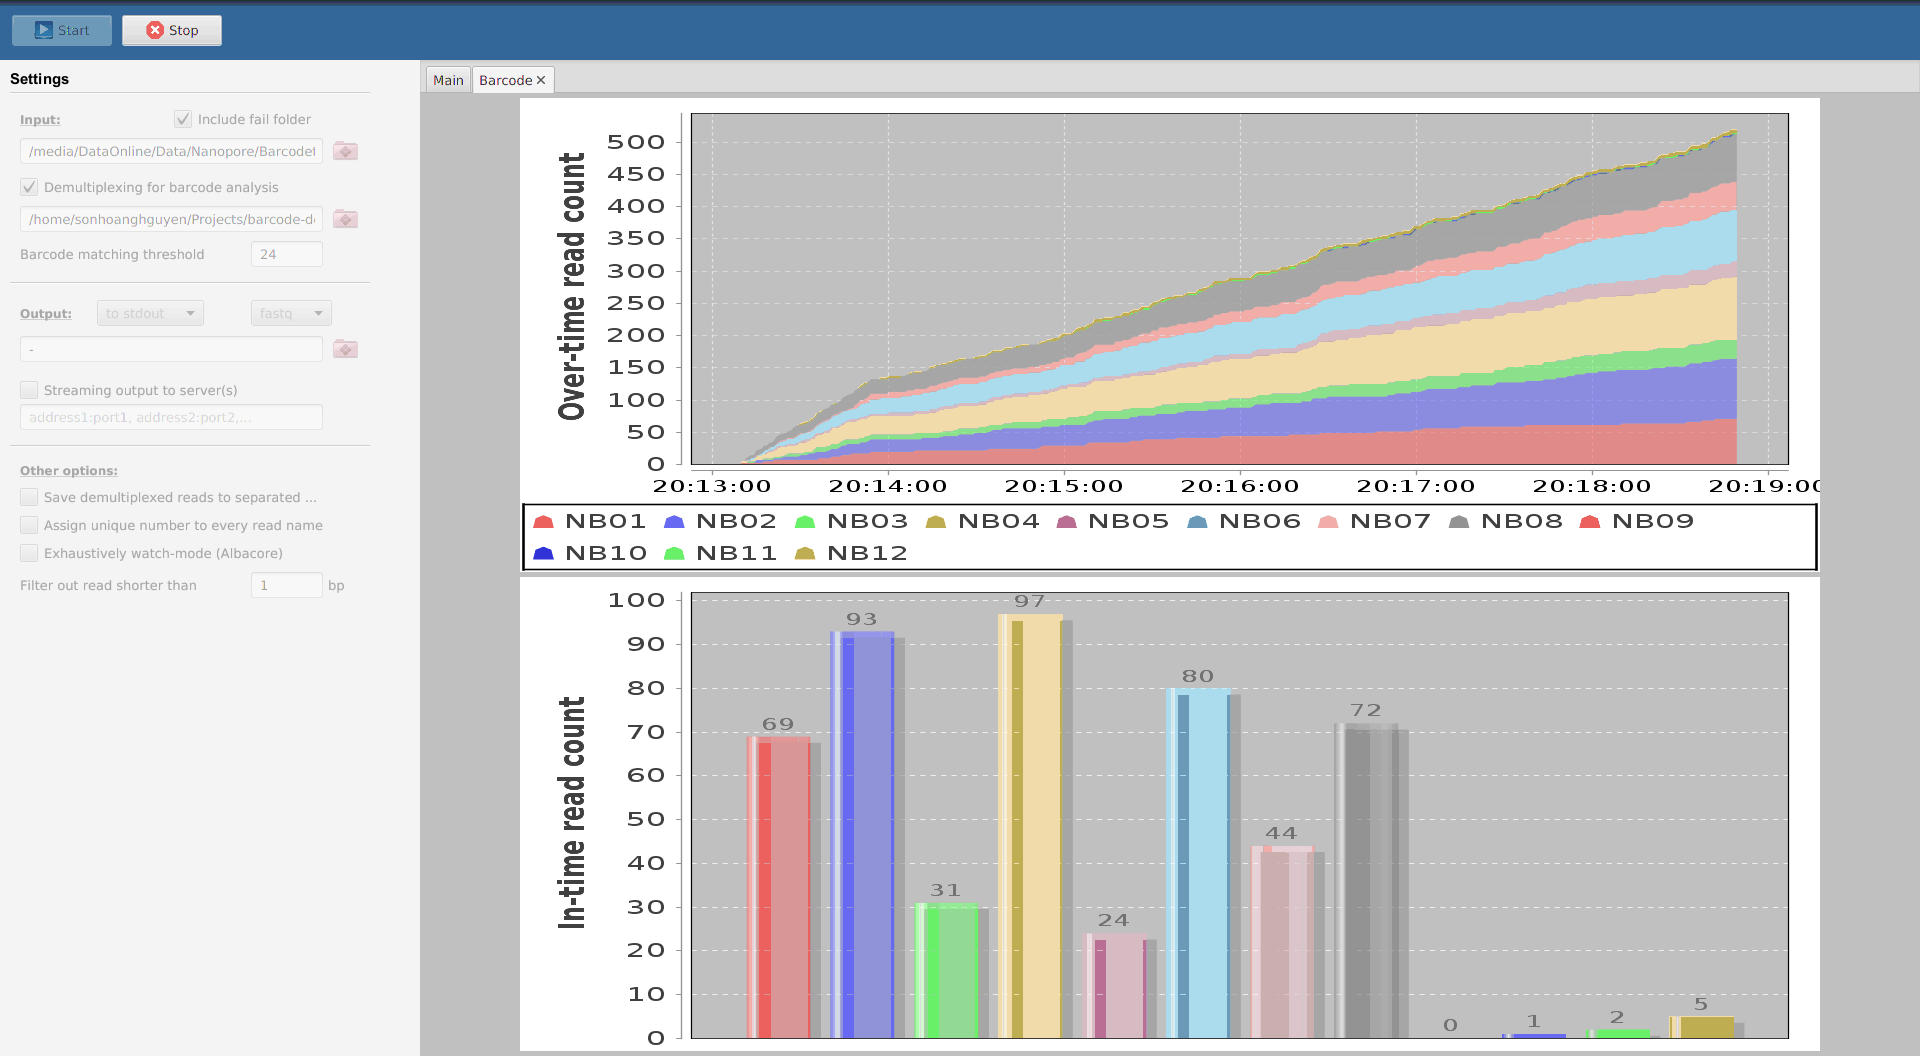 Start Stop
Settings
Input: Include fail folder
/media/DataOnline/Data/Nanopore/Barcodel
Demultiplexing for barcode analysis
/home/sonhoanghguyen/Projects/barcode-d
Barcode matching threshold 24
Output: to stdout fastq
-
Streaming output to server(s)
address1:port1, address2:port2,...
Other options:
Save demultiplexed reads to separated ...
Assign unique number to every read name
Exhaustively watch-mode (Albacore)
Filter out read shorter than 1 bp
Main Barcode
Over-time read count
500
450
400
350
300
250
200
150
100
50
0
20:13:00 20:14:00 20:15:00 20:16:00 20:17:00 20:18:00 20:19:00
NB01 NB02 NB03 NB04 NB05 NB06 NB07 NB08 NB09
NB10 NB11 NB12
In-time read count
100
90
80
70
60
50
40
30
20
10
0
69 93 31 97 24 80 44 72 0 1 2 5